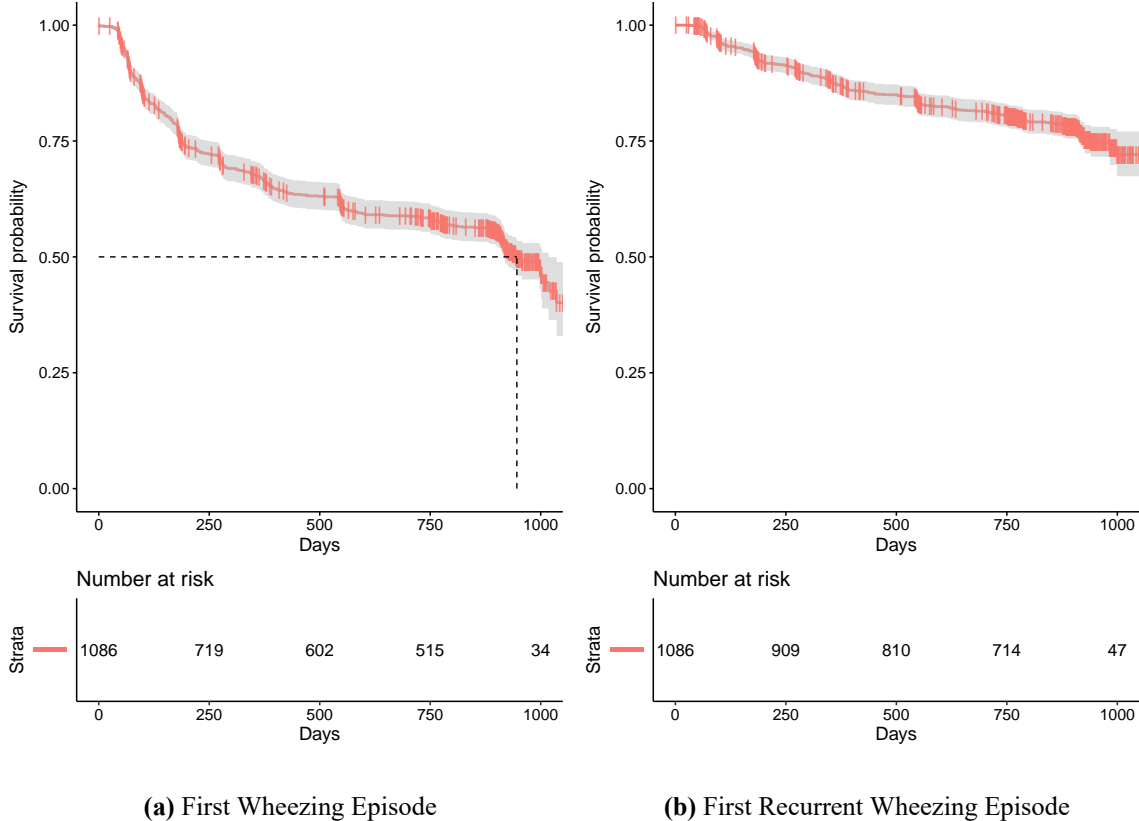 1.00
0.75
0.50
0.25
0.00
Survival probability
0 250 500 750 1000
Days
Number at risk
Strata
1086 719 602 515 34
0 250 500 750 1000
Days
(a) First Wheezing Episode
1.00
0.75
0.50
0.25
0.00
Survival probability
0 250 500 750 1000
Days
Number at risk
Strata
1086 909 810 714 47
0 250 500 750 1000
Days
(b) First Recurrent Wheezing Episode